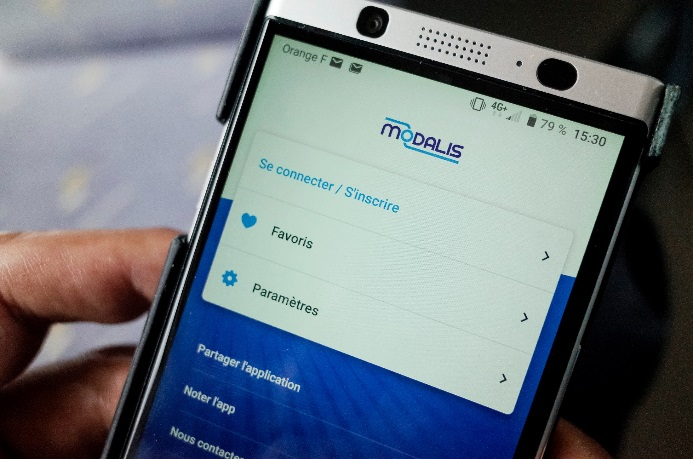 Orange F 4G+ 79 % 15:30
MODALIS
Se connecter / S'inscrire
Favoris
Paramètres
Partager l'application
Noter l'app
Nous contacter